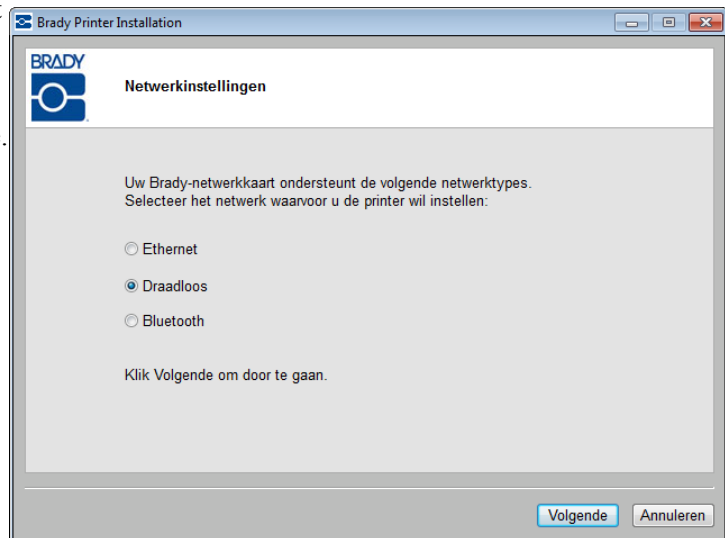 Brady Printer Installation
BRADY
Netwerkinstellingen
Uw Brady-netwerkkaart ondersteunt de volgende netwerktypes.
Selecteer het netwerk waarvoor u de printer wil instellen:
Ethernet
Draadloos
Bluetooth
Klik Volgende om door te gaan.
Volgende
Annuleren